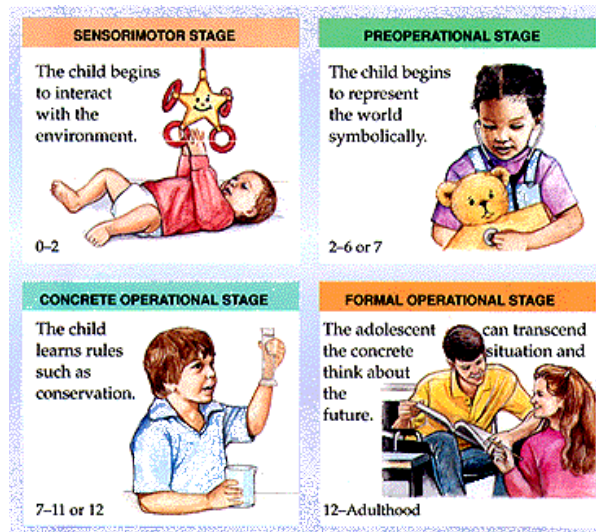 SENSORIMOTOR STAGE
The child begins
to interact
with the
environment.
0–2
PREOPERATIONAL STAGE
The child begins
to represent
the world
symbolically.
2–6 or 7
CONCRETE OPERATIONAL STAGE
The child
learns rules
such as
conservation.
7–11 or 12
FORMAL OPERATIONAL STAGE
The adolescent can transcend
the concrete situation and
think about
the
future.
12–Adulthood